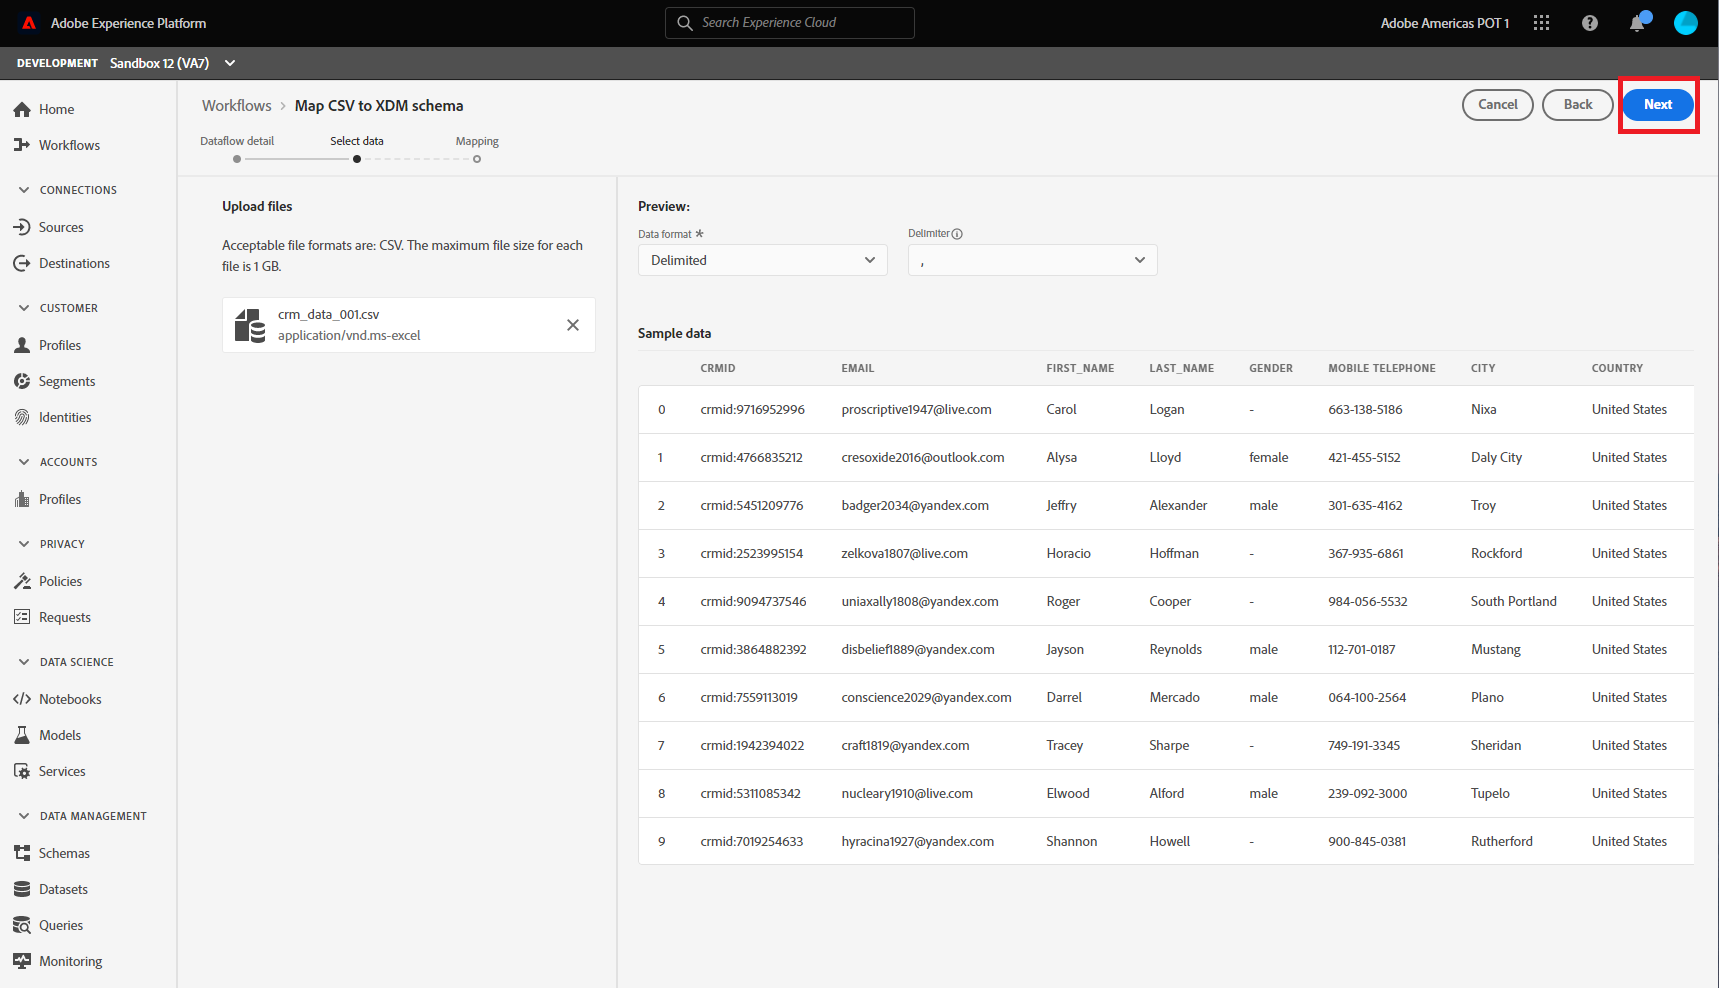 Adobe Experience Platform
Search Experience Cloud
Adobe Americas POT 1
DEVELOPMENT Sandbox 12 (VA7)
Home
Workflows
CONNECTIONS
Sources
Destinations
CUSTOMER
Profiles
Segments
Identities
ACCOUNTS
Profiles
PRIVACY
Policies
Requests
DATA SCIENCE
Notebooks
Models
Services
DATA MANAGEMENT
Schemas
Datasets
Queries
Monitoring
Workflows > Map CSV to XDM schema
Cancel Back Next
Dataflow detail Select data Mapping
Upload files
Acceptable file formats are: CSV. The maximum file size for each
file is 1 GB.
crm_data_001.csv
application/vnd.ms-excel
Preview:
Data format * Delimiter
Delimited ,
Sample data
CRMID EMAIL FIRST_NAME LAST_NAME GENDER MOBILE TELEPHONE CITY COUNTRY
0 crmid:9716952996 proscriptive1947@live.com Carol Logan - 663-138-5186 Nixa United States
1 crmid:4766835212 cresoxide2016@outlook.com Alysa Lloyd female 421-455-5152 Daly City United States
2 crmid:5451209776 badger2034@yandex.com Jeffry Alexander male 301-635-4162 Troy United States
3 crmid:2523995154 zelkova1807@live.com Horacio Hoffman - 367-935-6861 Rockford United States
4 crmid:9094737546 uniaxally1808@yandex.com Roger Cooper - 984-056-5532 South Portland United States
5 crmid:3864882392 disbelief1889@yandex.com Jayson Reynolds male 112-701-0187 Mustang United States
6 crmid:7559113019 conscience2029@yandex.com Darrel Mercado male 064-100-2564 Plano United States
7 crmid:1942394022 craft1819@yandex.com Tracey Sharpe - 749-191-3345 Sheridan United States
8 crmid:5311085342 nucleary1910@live.com Elwood Alford male 239-092-3000 Tupelo United States
9 crmid:7019254633 hyracina1927@yandex.com Shannon Howell - 900-845-0381 Rutherford United States